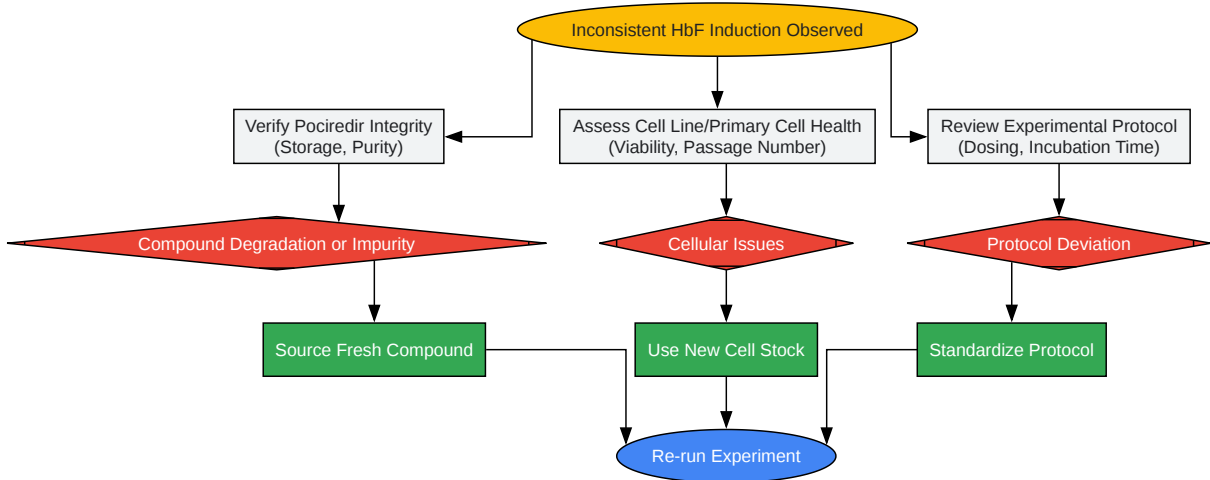 Inconsistent HbF Induction Observed
Verify Pociredir Integrity
(Storage, Purity)
Assess Cell Line/Primary Cell Health
(Viability, Passage Number)
Review Experimental Protocol
(Dosing, Incubation Time)
Compound Degradation or Impurity
Cellular Issues
Protocol Deviation
Source Fresh Compound
Use New Cell Stock
Standardize Protocol
Re-run Experiment